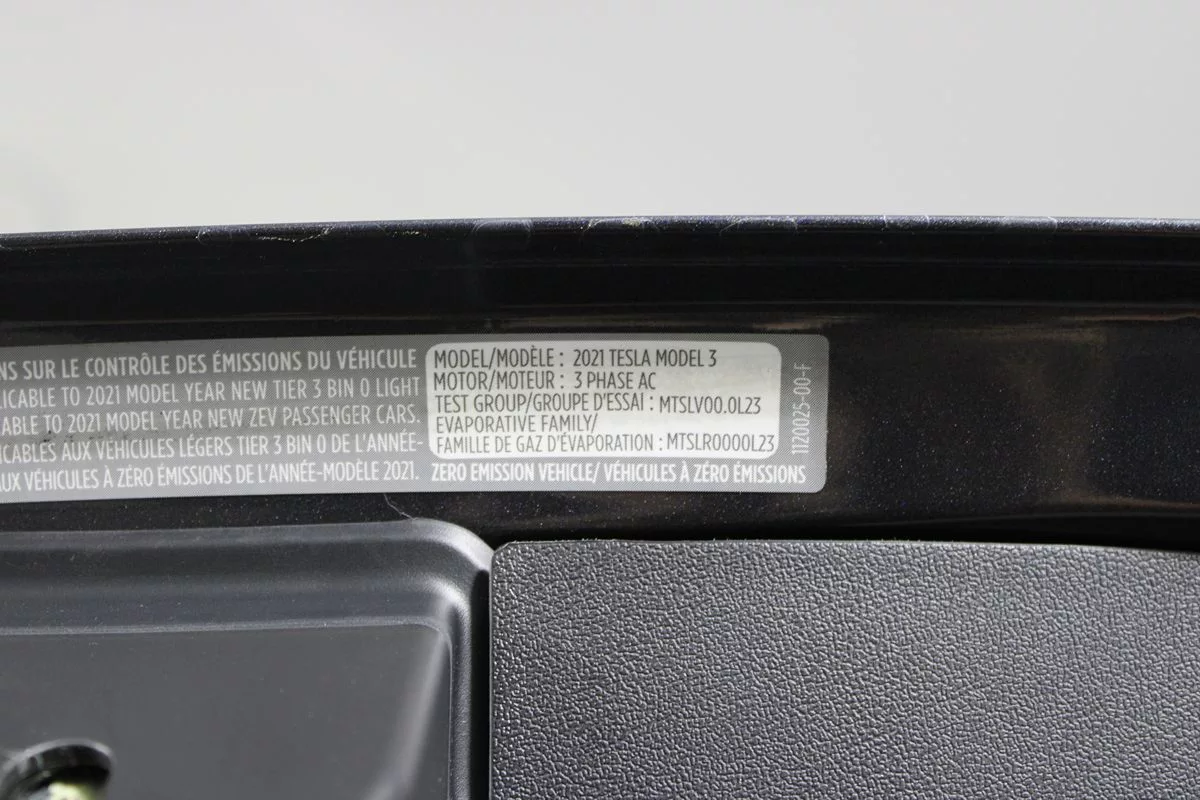 NS SUR LE CONTRÔLE DES ÉMISSIONS DU VÉHICULE
LICABLE TO 2021 MODEL YEAR NEW TIER 3 BIN 0 LIGHT
ABLE TO 2021 MODEL YEAR NEW ZEV PASSENGER CARS.
ICABLES AUX VÉHICULES LÉGERS TIER 3 BIN 0 DE L'ANNÉE-
AUX VÉHICULES À ZÉRO ÉMISSIONS DE L'ANNÉE-MODÈLE 2021.
MODEL/MODÈLE : 2021 TESLA MODEL 3
MOTOR/MOTEUR : 3 PHASE AC
TEST GROUP/GROUPE D'ESSAI : MTSLV00.0L23
EVAPORATIVE FAMILY/
FAMILLE DE GAZ D'ÉVAPORATION : MTSLR0000L23
ZERO EMISSION VEHICLE/ VÉHICULES À ZÉRO ÉMISSIONS
1120025-00-F